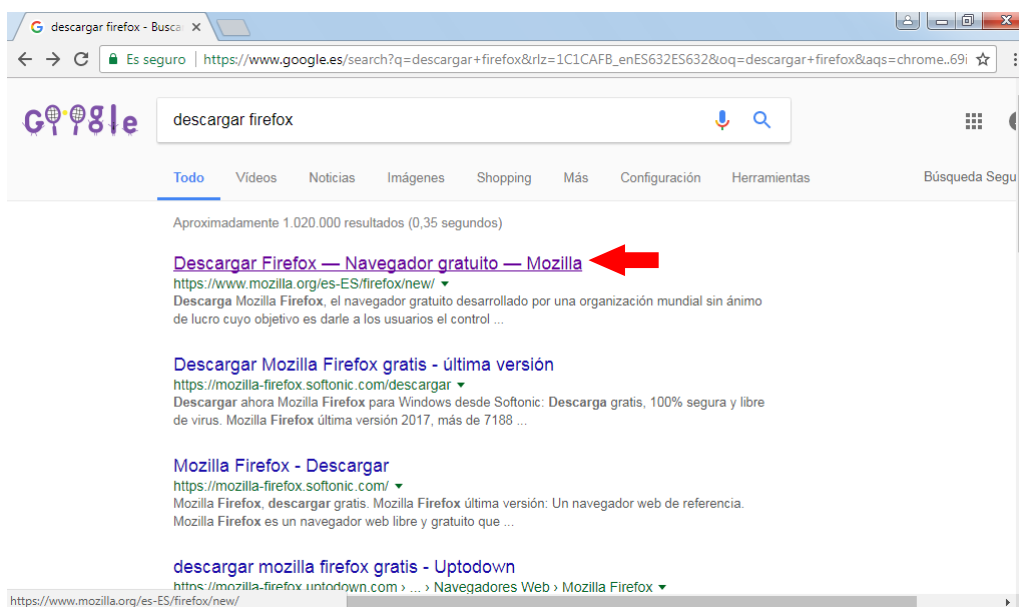 descargar firefox - Busca
Es seguro | https://www.google.es/search?q=descargar+firefox&rlz=1C1CAFB_enES632ES632&oq=descargar+firefox&aqs=chrome..69i
Google
descargar firefox
Todo Vídeos Noticias Imágenes Shopping Más Configuración Herramientas Búsqueda Segu
Aproximadamente 1.020.000 resultados (0,35 segundos)
Descargar Firefox — Navegador gratuito — Mozilla
https://www.mozilla.org/es-ES/firefox/new/
Descarga Mozilla Firefox, el navegador gratuito desarrollado por una organización mundial sin ánimo
de lucro cuyo objetivo es darle a los usuarios el control ...
Descargar Mozilla Firefox gratis - última versión
https://mozilla-firefox.softonic.com/descargar
Descargar ahora Mozilla Firefox para Windows desde Softonic: Descarga gratis, 100% segura y libre
de virus. Mozilla Firefox última versión 2017, más de 7188 ...
Mozilla Firefox - Descargar
https://mozilla-firefox.softonic.com/
Mozilla Firefox, descargar gratis. Mozilla Firefox última versión: Un navegador web de referencia.
Mozilla Firefox es un navegador web libre y gratuito que ...
descargar mozilla firefox gratis - Uptodown
https://mozilla-firefox.uptodown.com › ... › Navegadores Web › Mozilla Firefox
https://www.mozilla.org/es-ES/firefox/new/